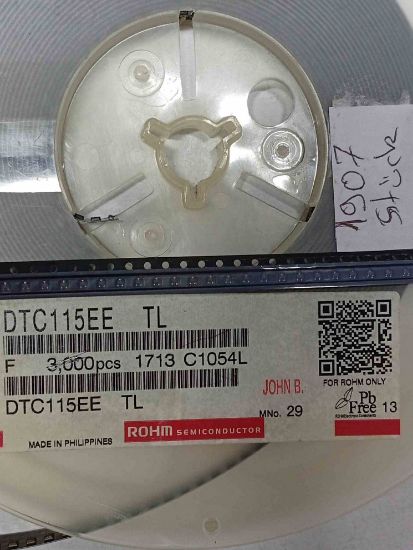 1907
Stück
DTC115EE TL
F 3,000pcs 1713 C1054L
DTC115EE TL
JOHN B.
MNo. 29
FOR ROHM ONLY
Pb
Free 13
MADE IN PHILIPPINES
ROHM SEMICONDUCTOR